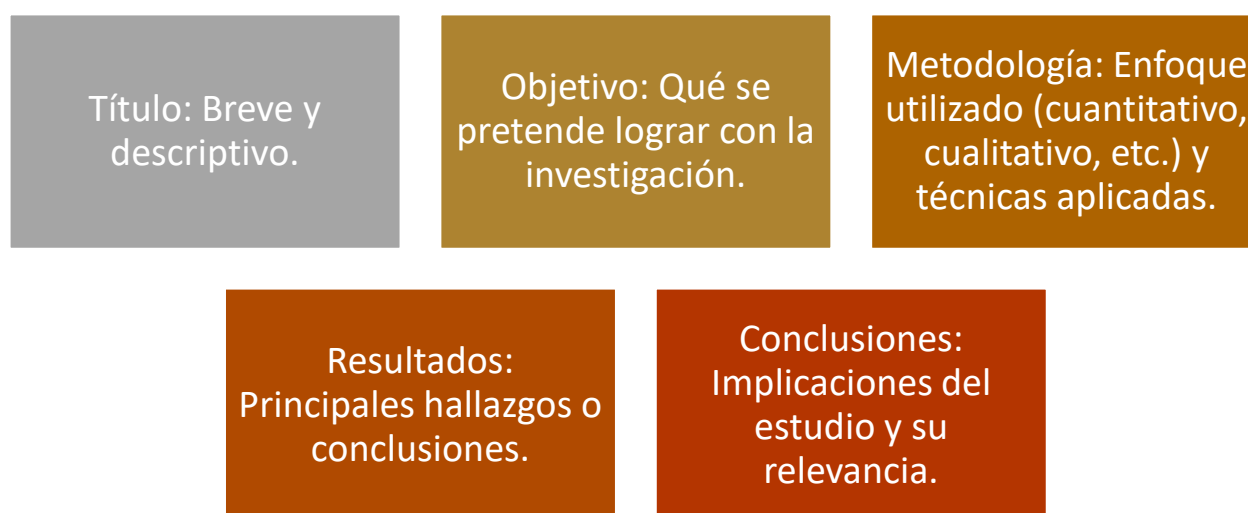 Título: Breve y
descriptivo.
Objetivo: Qué se
pretende lograr con la
investigación.
Metodología: Enfoque
utilizado (cuantitativo,
cualitativo, etc.) y
técnicas aplicadas.
Resultados:
Principales hallazgos o
conclusiones.
Conclusiones:
Implicaciones del
estudio y su
relevancia.